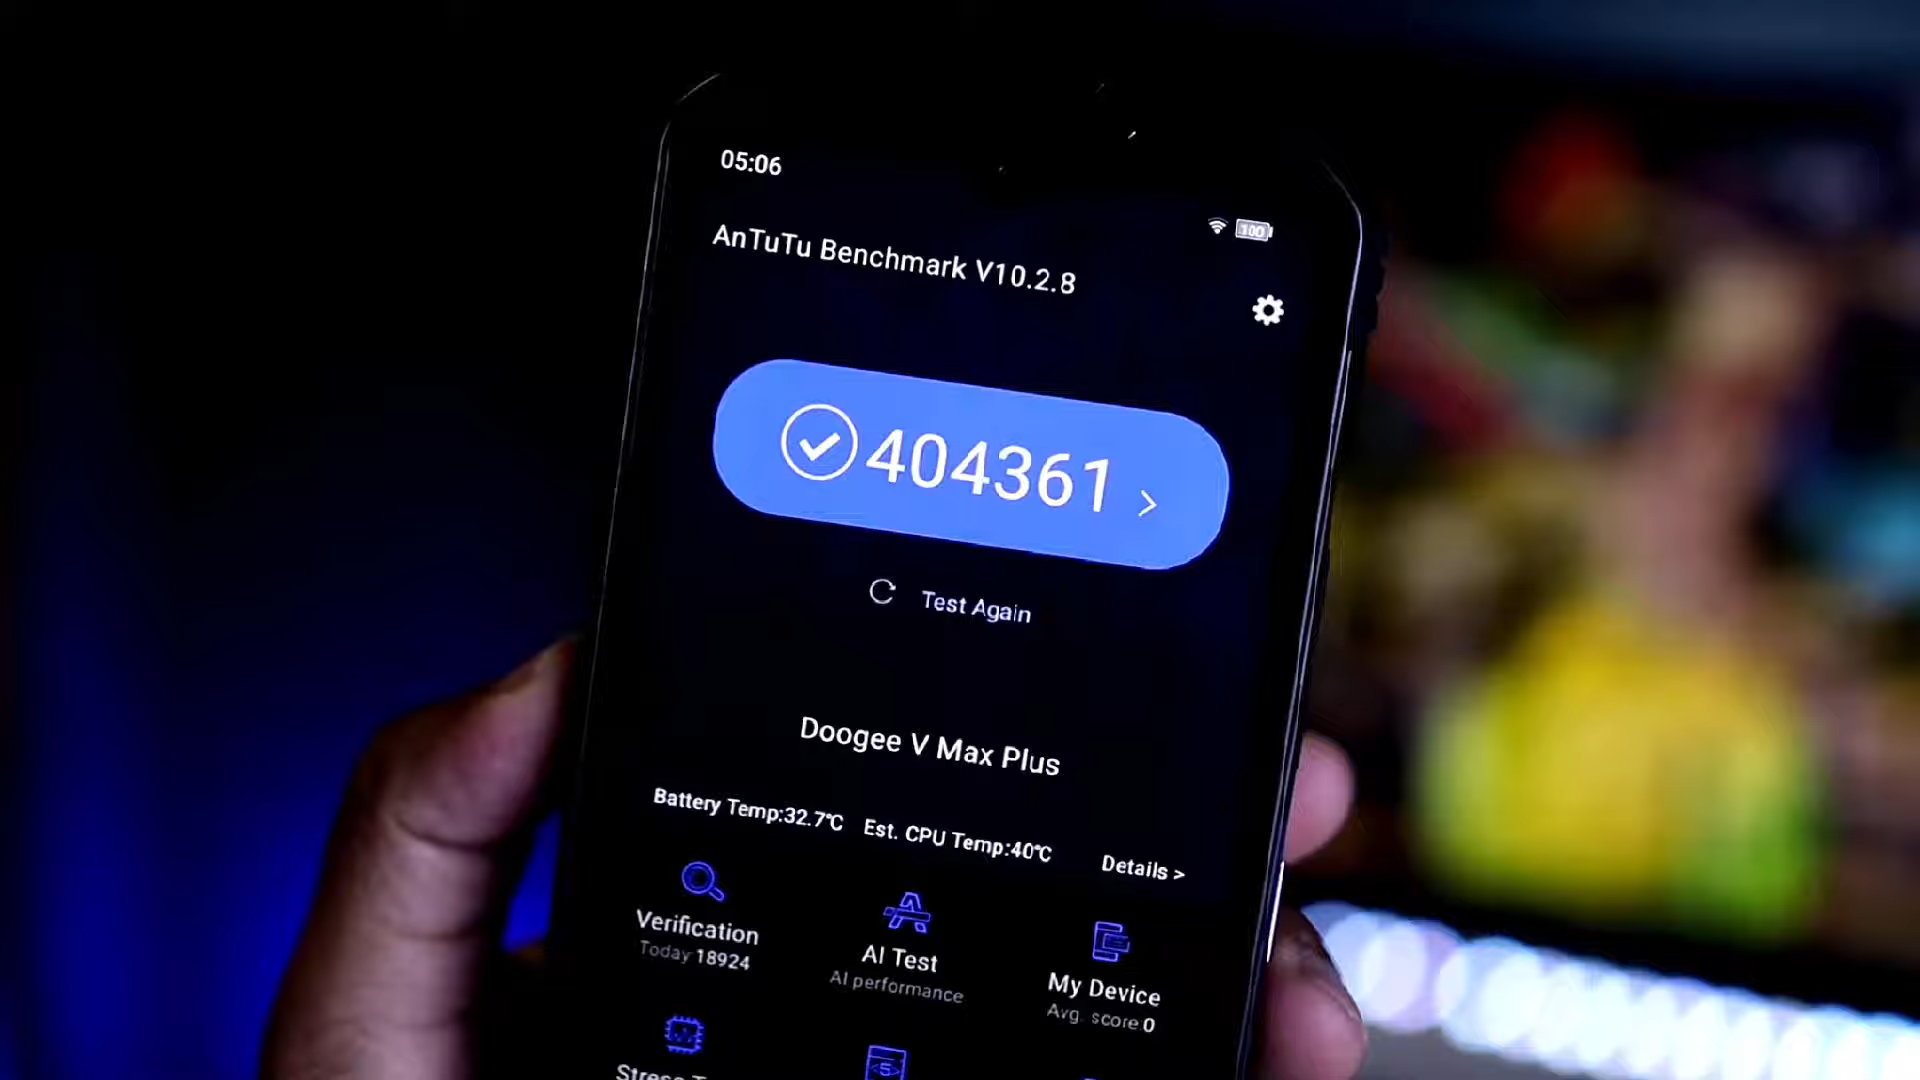 05:06
100
AnTuTu Benchmark V10.2.8
404361 >
Test Again
Doogee V Max Plus
Battery Temp:32.7℃ Est. CPU Temp:40℃ Details >
Verification
Today 18924
AI Test
AI performance
My Device
Avg. score 0
Stress